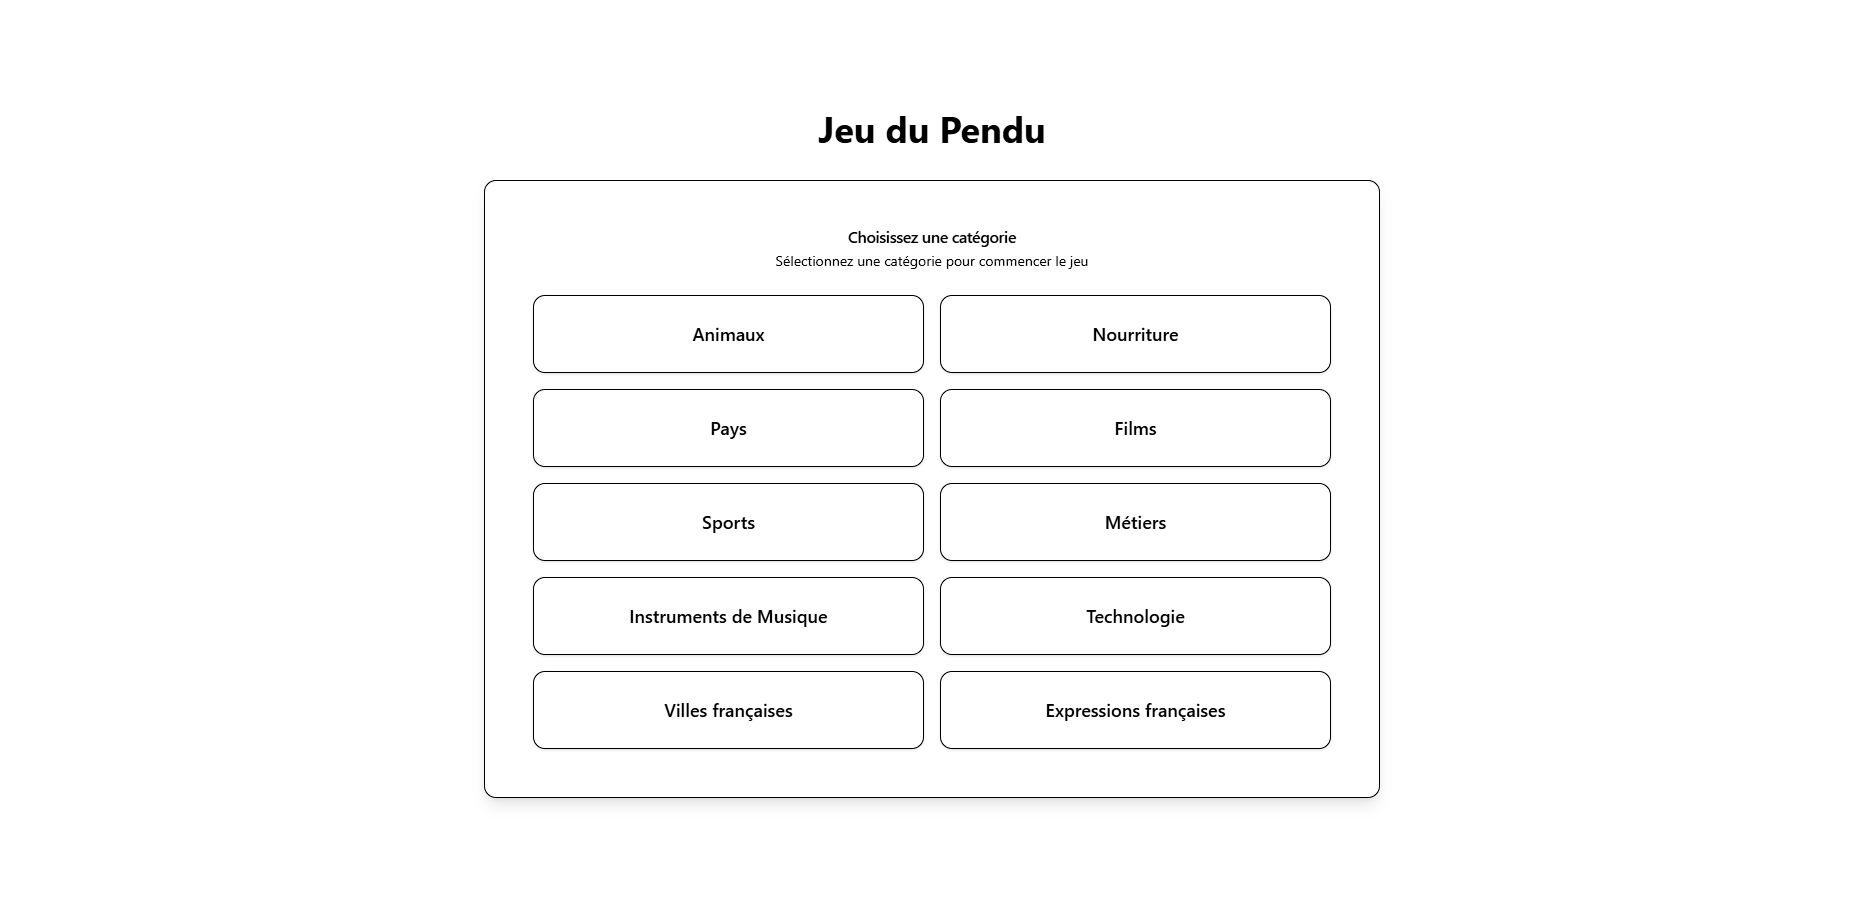 Jeu du Pendu
Choisissez une catégorie
Sélectionnez une catégorie pour commencer le jeu
Animaux
Nourriture
Pays
Films
Sports
Métiers
Instruments de Musique
Technologie
Villes françaises
Expressions françaises